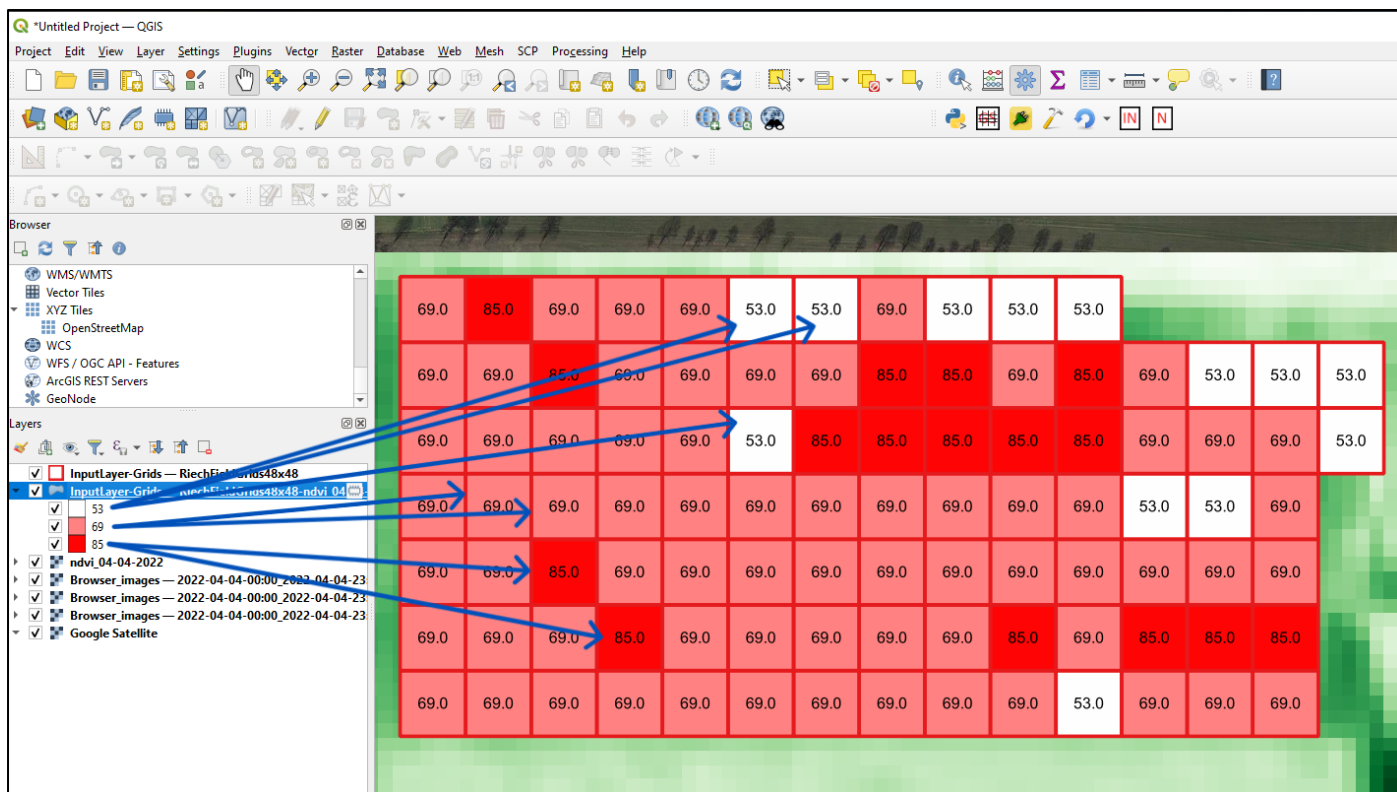 *Untitled Project — QGIS
Project Edit View Layer Settings Plugins Vector Raster Database Web Mesh SCP Processing Help
IN N
Browser
WMS/WMTS
Vector Tiles
XYZ Tiles
OpenStreetMap
WCS
WFS / OGC API - Features
ArcGIS REST Servers
GeoNode
Layers
InputLayer-Grids — RiechFieldGrids48x48
InputLayer-Grids — RiechFieldGrids48x48-ndvi_04
53
69
85
ndvi_04-04-2022
Browser_images — 2022-04-04-00:00_2022-04-04-23:
Browser_images — 2022-04-04-00:00_2022-04-04-23:
Browser_images — 2022-04-04-00:00_2022-04-04-23:
Google Satellite
69.0 85.0 69.0 69.0 69.0 53.0 53.0 69.0 53.0 53.0 53.0
69.0 69.0 85.0 69.0 69.0 69.0 69.0 85.0 85.0 69.0 85.0 69.0 53.0 53.0 53.0
69.0 69.0 69.0 69.0 69.0 53.0 85.0 85.0 85.0 85.0 85.0 69.0 69.0 69.0 53.0
69.0 69.0 69.0 69.0 69.0 69.0 69.0 69.0 69.0 69.0 69.0 53.0 53.0 69.0
69.0 69.0 85.0 69.0 69.0 69.0 69.0 69.0 69.0 69.0 69.0 69.0 69.0 69.0
69.0 69.0 69.0 85.0 69.0 69.0 69.0 69.0 69.0 85.0 69.0 85.0 85.0 85.0
69.0 69.0 69.0 69.0 69.0 69.0 69.0 69.0 69.0 69.0 53.0 69.0 69.0 69.0